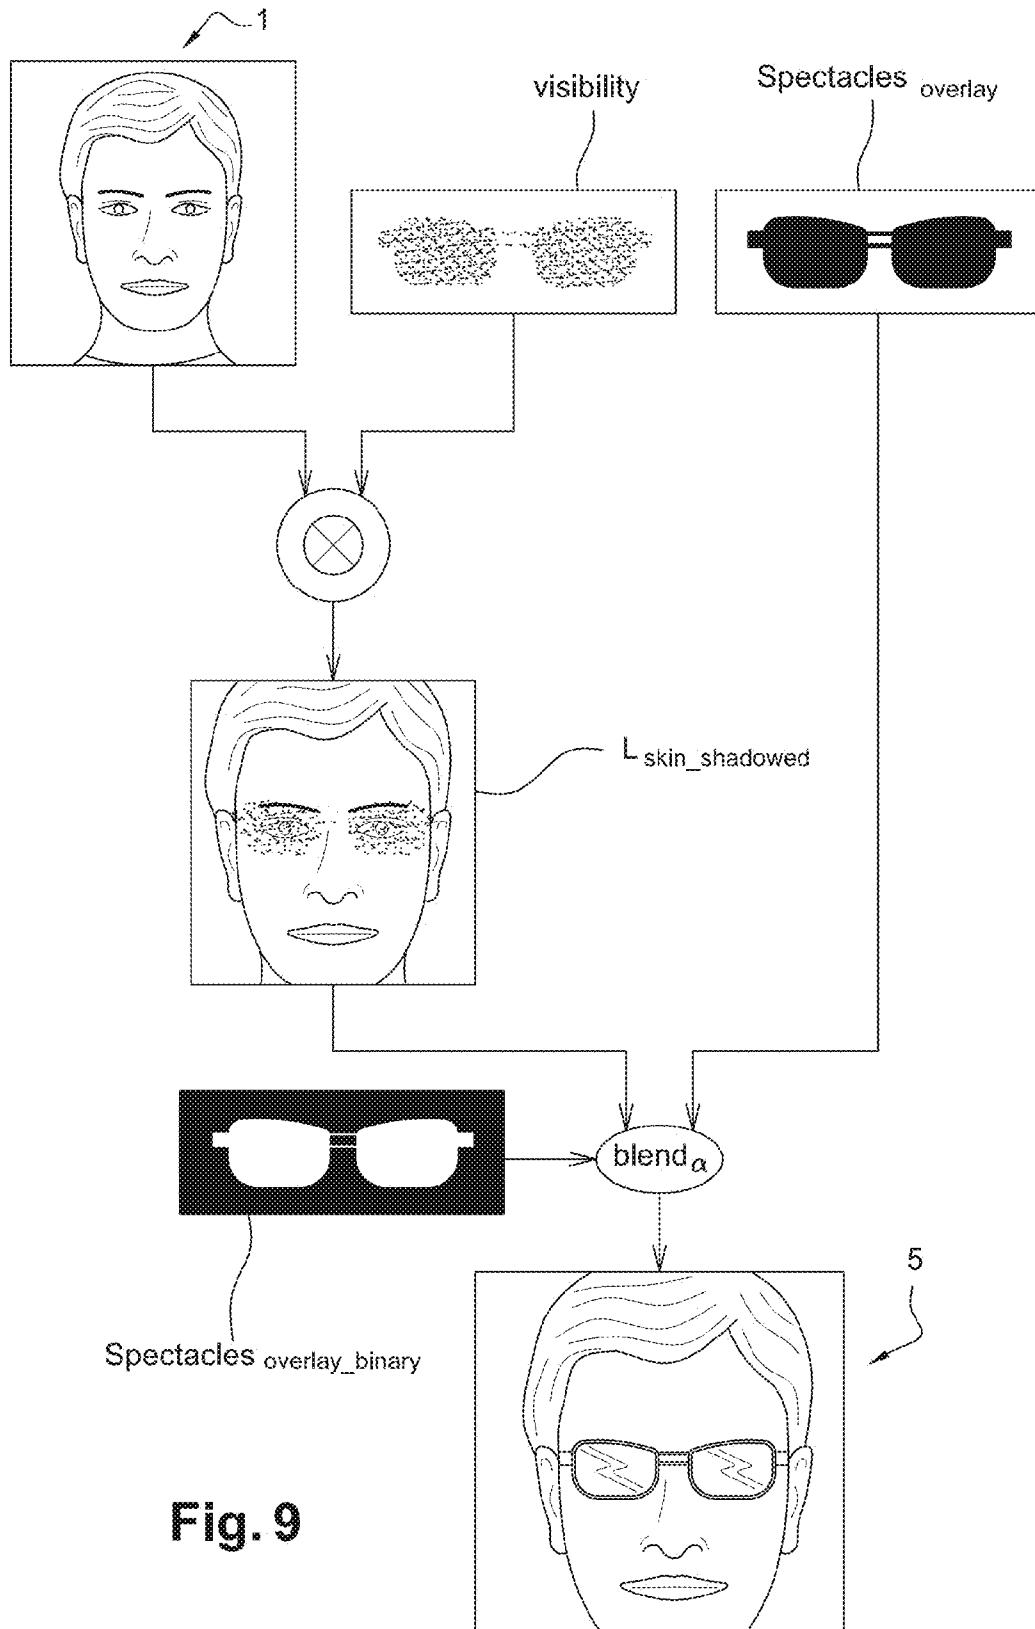 1
visibility
Spectacles overlay
L skin_shadowed
blend α
5
Spectacles overlay_binary
Fig. 9